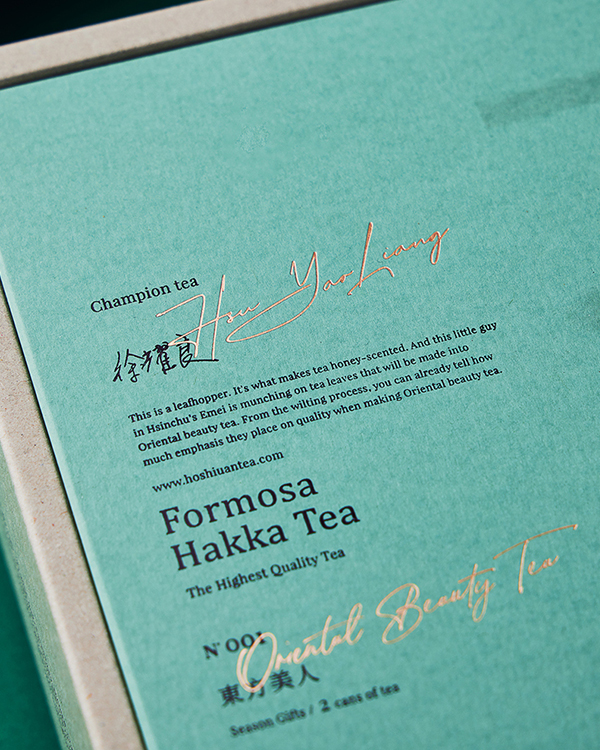 Champion tea
Hsu Yao Liang
徐耀良
This is a leafhopper. It's what makes tea honey-scented. And this little guy
in Hsinchu's Emei is munching on tea leaves that will be made into
Oriental beauty tea. From the wilting process, you can already tell how
much emphasis they place on quality when making Oriental beauty tea.
www.hoshiuantea.com
Formosa
Hakka Tea
The Highest Quality Tea
N°001
Oriental Beauty Tea
東方美人
Season Gifts / 2 cans of tea